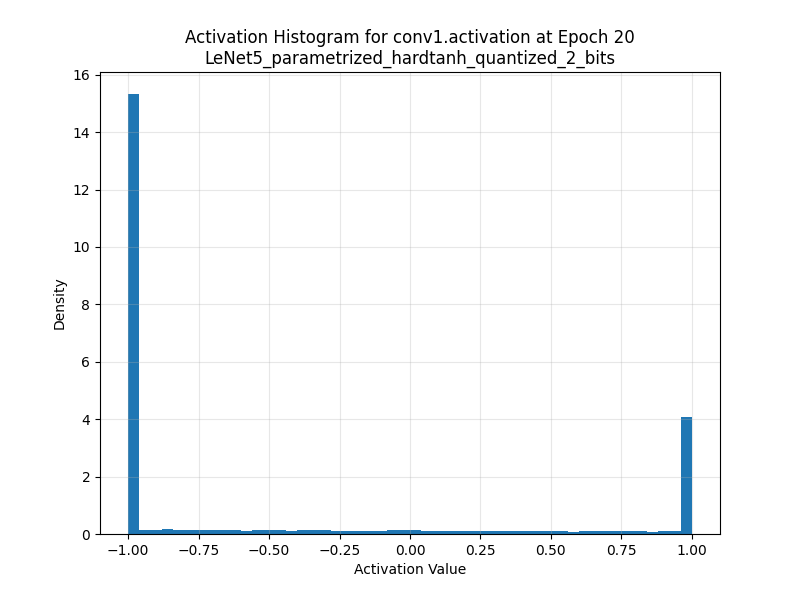 Activation Histogram for conv1.activation at Epoch 20
LeNet5_parametrized_hardtanh_quantized_2_bits
16
14
12
10
8
6
4
2
0
Density
−1.00 −0.75 −0.50 −0.25 0.00 0.25 0.50 0.75 1.00
Activation Value